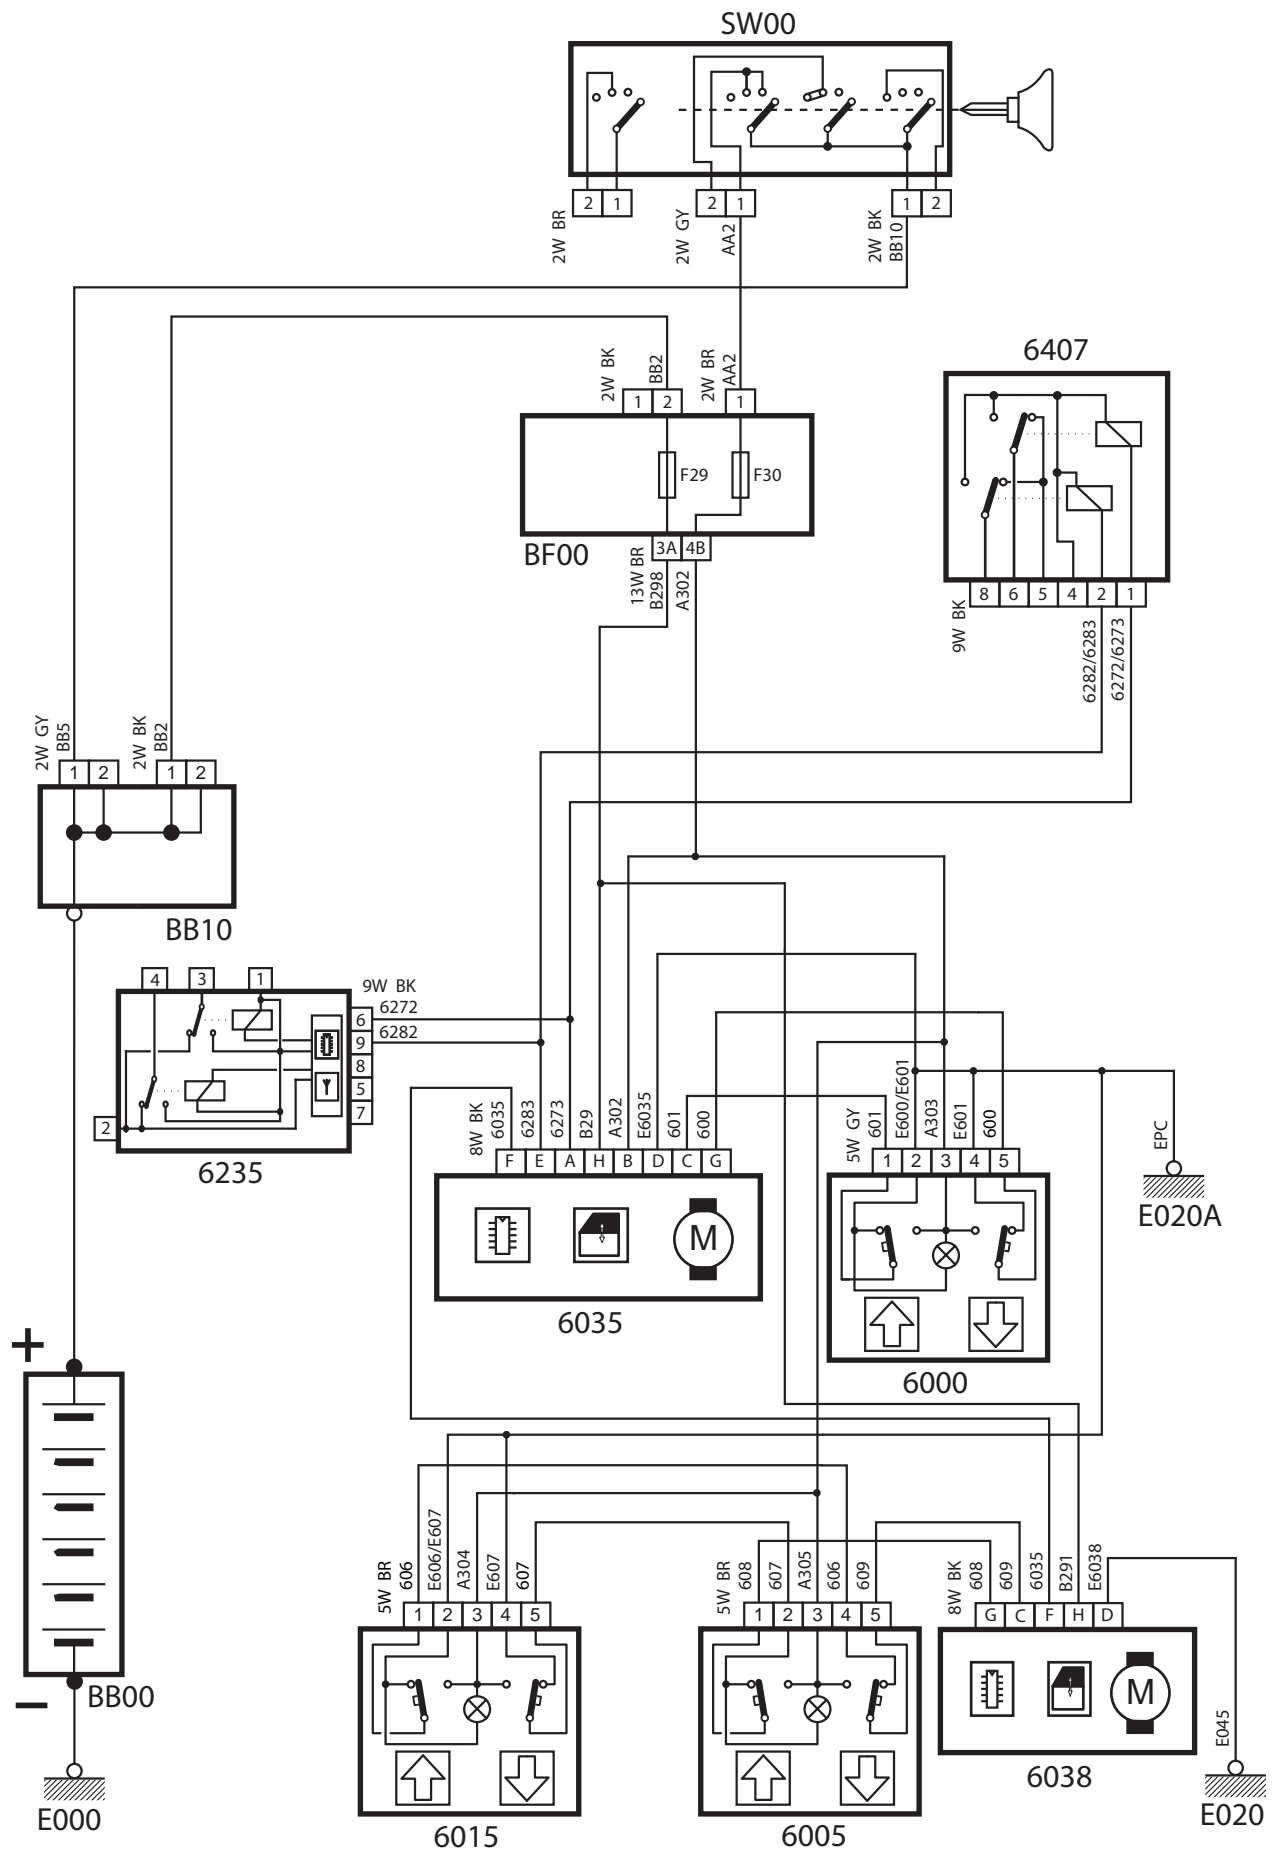 SW00
2 1 2 1 1 2
2W BR
2W GY
AA2
2W BK
BB10
6407
2W BK
BB2
2W BR
AA2
1 2 1
F29 F30
BF00
3A 4B
13W BR
B298
A302
8 6 5 4 2 1
9W BK
6282/6283
6272/6273
2W GY
BB5
2W BK
BB2
1 2 1 2
BB10
4 3 1
9W BK
6 6272
9 6282
8
5
7
2
6235
8W BK
6035
6283
6273
B29
A302
E6035
601
600
F E A H B D C G
M
6035
5W GY
601
E600/E601
A303
E601
600
1 2 3 4 5
6000
EPC
E020A
+
BB00
–
E000
5W BR
606
E606/E607
A304
E607
607
1 2 3 4 5
6015
5W BR
608
607
A305
606
609
1 2 3 4 5
6005
8W BK
608
609
6035
B291
E6038
G C F H D
M
6038
E045
E020